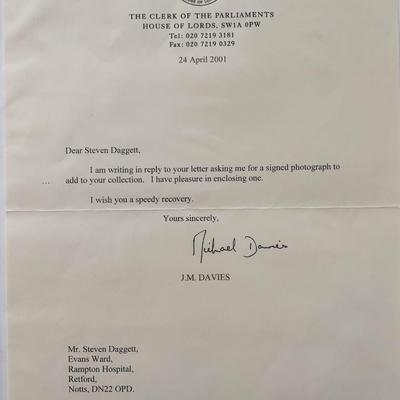 THE CLERK OF THE PARLIAMENTS
HOUSE OF LORDS, SW1A 0PW
Tel: 020 7219 3181
Fax: 020 7219 0329
24 April 2001
Dear Steven Daggett,
I am writing in reply to your letter asking me for a signed photograph to
... add to your collection. I have pleasure in enclosing one.
I wish you a speedy recovery.
Yours sincerely,
Michael Davies
J.M. DAVIES
Mr. Steven Daggett,
Evans Ward,
Rampton Hospital,
Retford,
Notts, DN22 OPD.